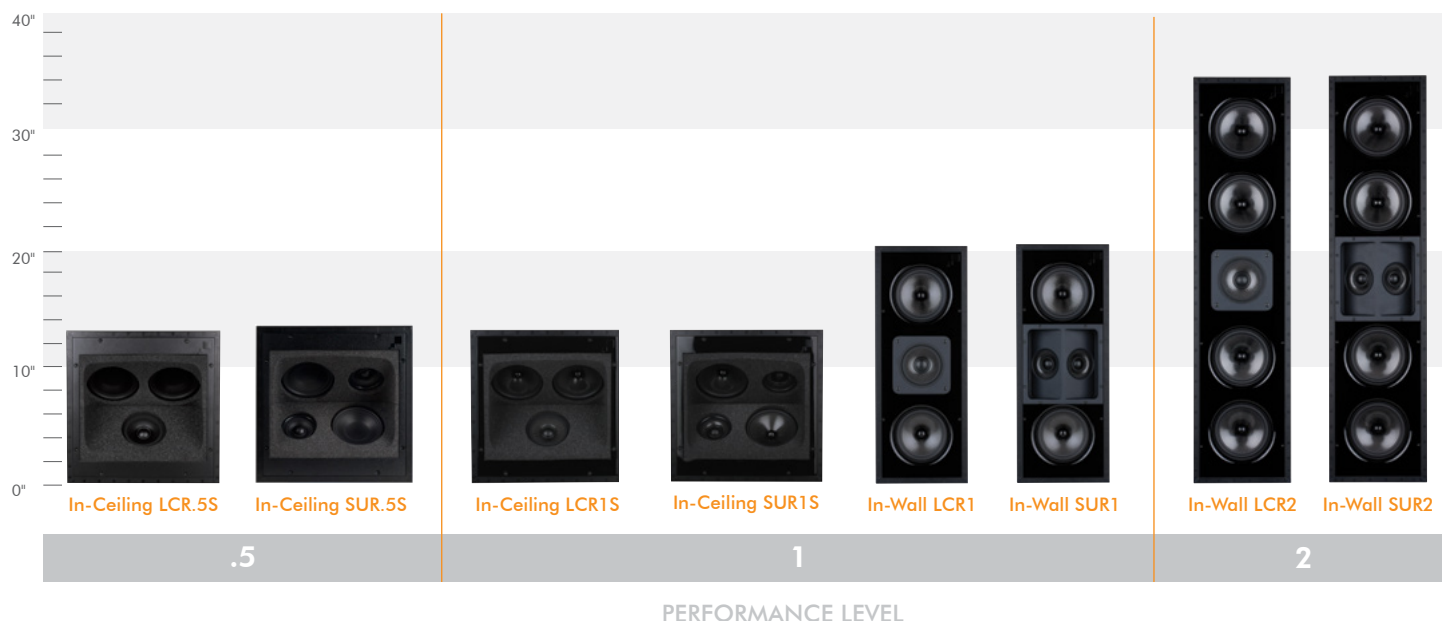 40"
30"
20"
10"
0"
In-Ceiling LCR.5S
In-Ceiling SUR.5S
In-Ceiling LCR1S
In-Ceiling SUR1S
In-Wall LCR1
In-Wall SUR1
In-Wall LCR2
In-Wall SUR2
.5
1
2
PERFORMANCE LEVEL